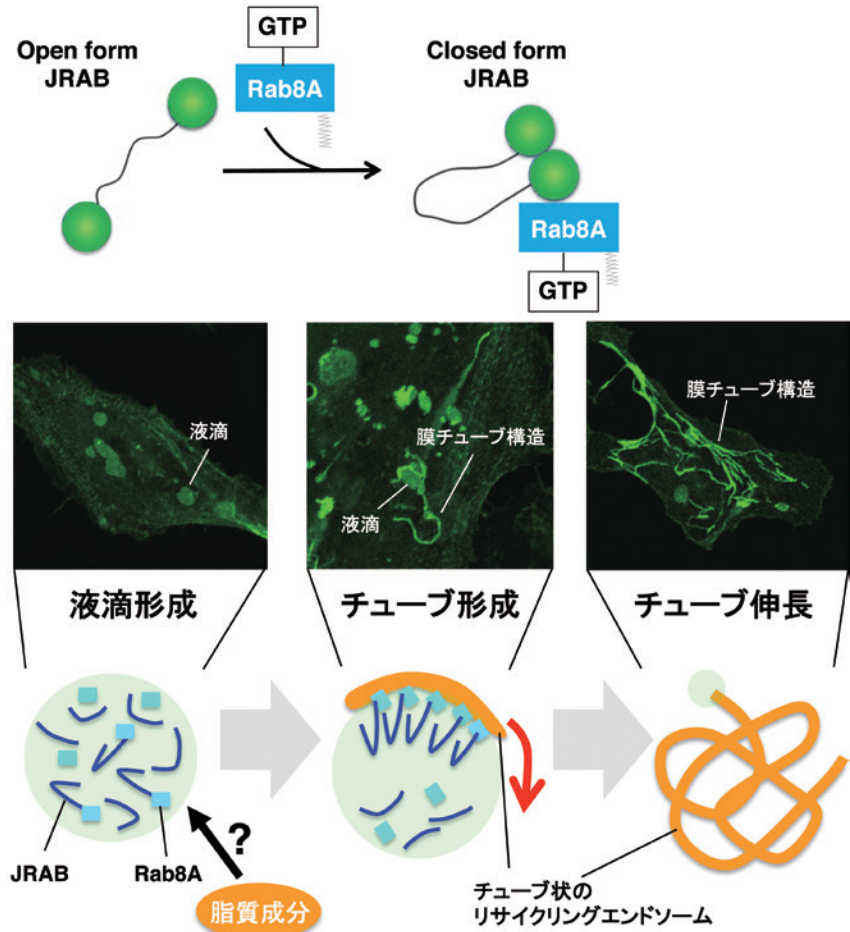 GTP
Open form
JRAB
Rab8A
Closed form
JRAB
Rab8A
GTP
液滴
膜チューブ構造
液滴
膜チューブ構造
液滴形成
チューブ形成
チューブ伸長
?
JRAB
Rab8A
脂質成分
チューブ状の
リサイクリングエンドソーム